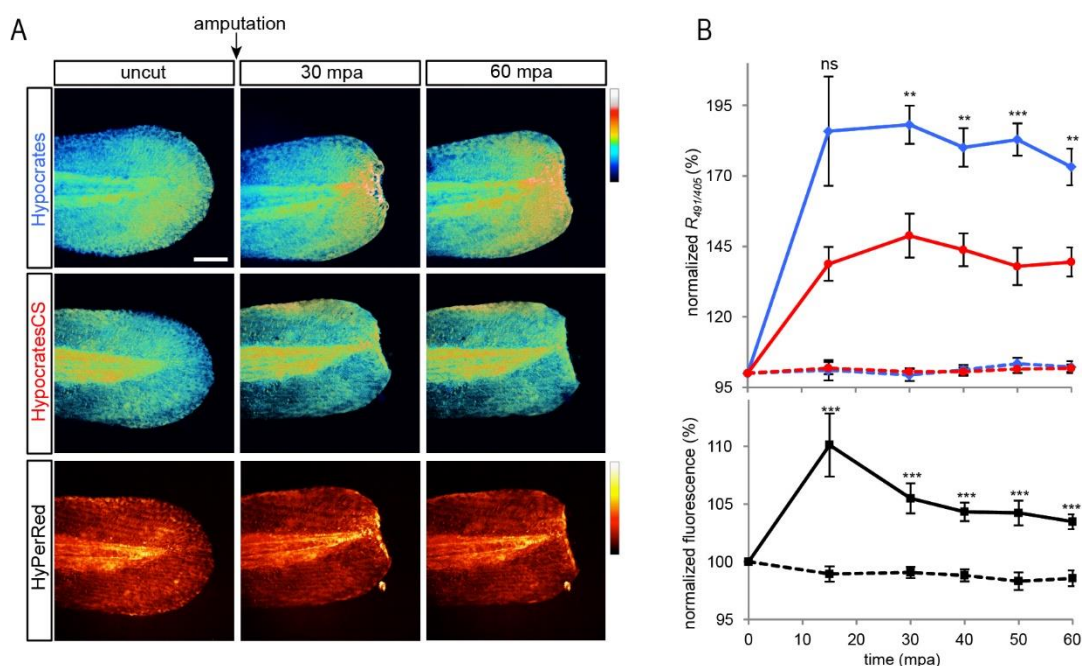 A
amputation
uncut
30 mpa
60 mpa
Hypocrates
HypocratesCS
HyPerRed
B
normalized R491/405 (%)
195
170
145
120
95
ns
**
**
***
**
normalized fluorescence (%)
110
105
100
95
***
***
***
***
***
0
10
20
30
40
50
60
time (mpa)